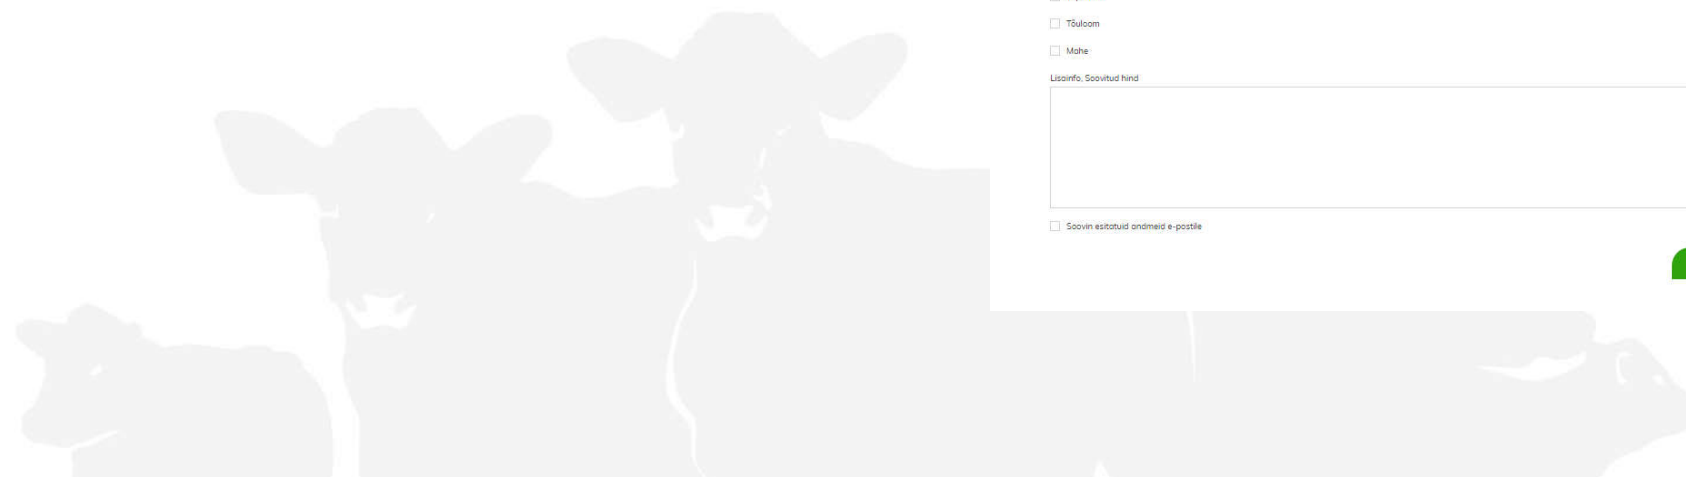 Tõuloom
Mahe
Lisainfo, Soovitud hind
Soovin esitatuid andmeid e-postile